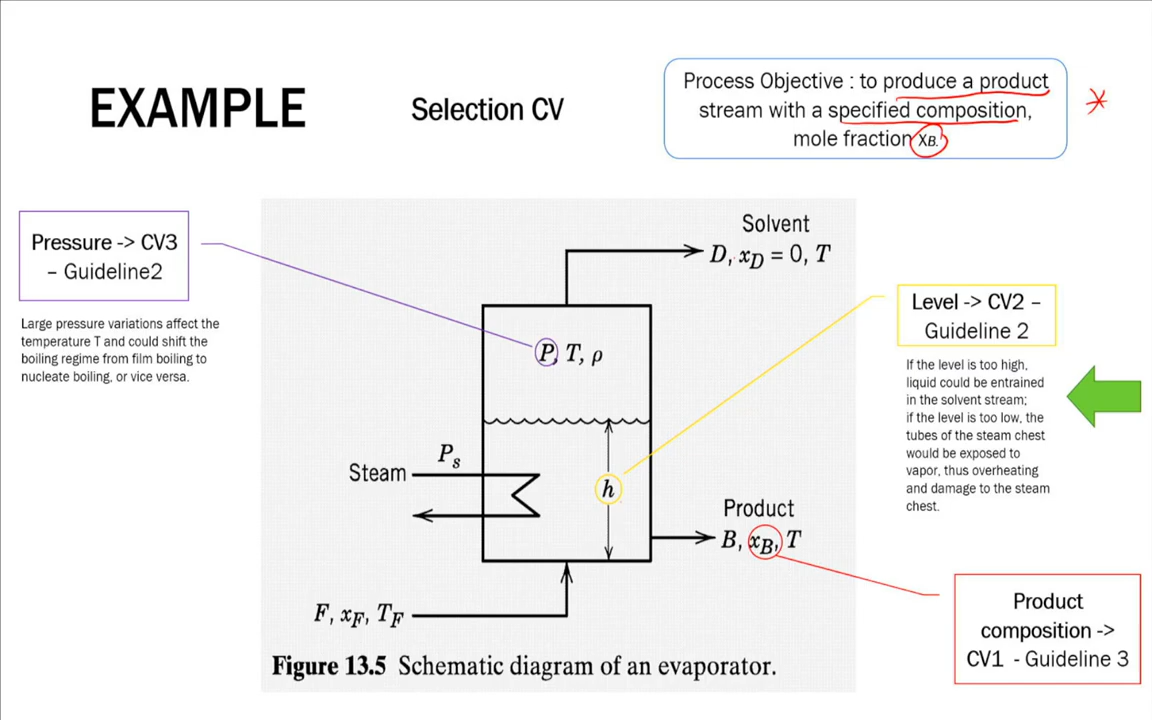 EXAMPLE
Selection CV
Process Objective : to produce a product
stream with a specified composition,
mole fraction xB.
Pressure -> CV3
– Guideline2
Large pressure variations affect the
temperature T and could shift the
boiling regime from film boiling to
nucleate boiling, or vice versa.
Solvent
D, xD = 0, T
P, T, ρ
Level -> CV2 –
Guideline 2
If the level is too high,
liquid could be entrained
in the solvent stream;
if the level is too low, the
tubes of the steam chest
would be exposed to
vapor, thus overheating
and damage to the steam
chest.
Ps
Steam
h
Product
B, xB, T
F, xF, TF
Product
composition ->
CV1 - Guideline 3
Figure 13.5 Schematic diagram of an evaporator.